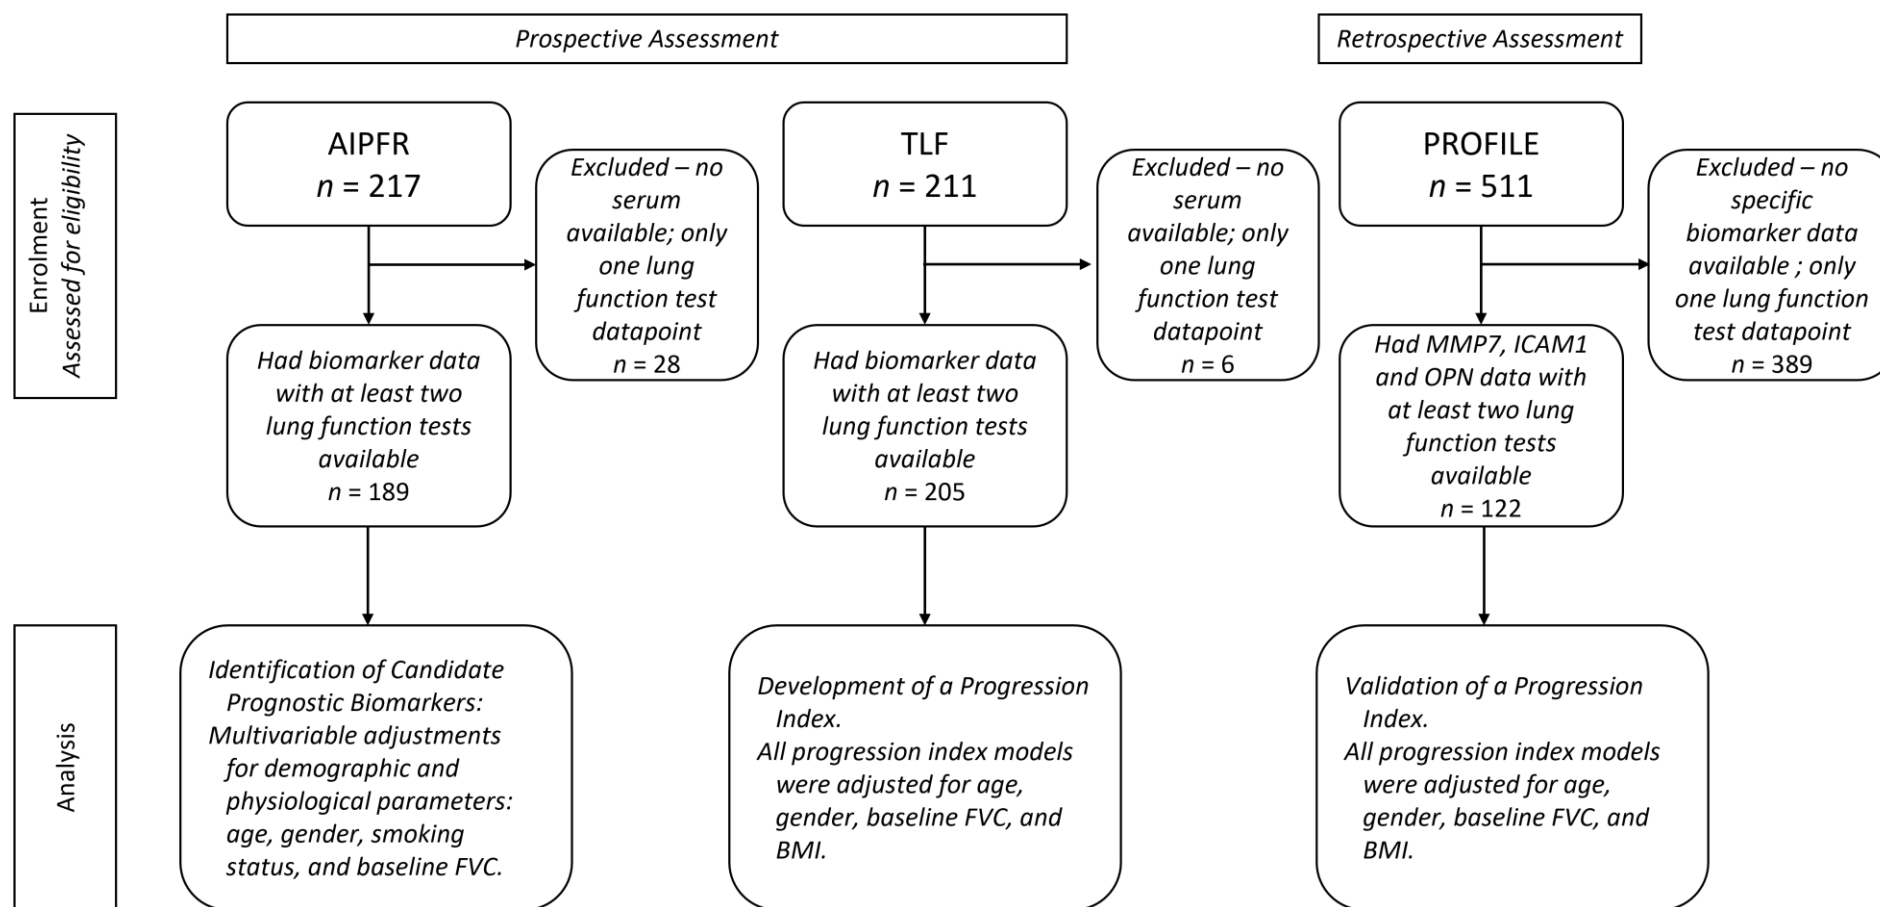 Prospective Assessment
Retrospective Assessment
Enrolment
Assessed for eligibility
AIPFR
n = 217
Excluded – no
serum
available; only
one lung
function test
datapoint
n = 28
TLF
n = 211
Excluded – no
serum
available; only
one lung
function test
datapoint
n = 6
PROFILE
n = 511
Excluded – no
specific
biomarker data
available ; only
one lung function
test datapoint
n = 389
Had biomarker data
with at least two
lung function tests
available
n = 189
Had biomarker data
with at least two
lung function tests
available
n = 205
Had MMP7, ICAM1
and OPN data with
at least two lung
function tests
available
n = 122
Analysis
Identification of Candidate
Prognostic Biomarkers:
Multivariable adjustments
for demographic and
physiological parameters:
age, gender, smoking
status, and baseline FVC.
Development of a Progression
Index.
All progression index models
were adjusted for age,
gender, baseline FVC, and
BMI.
Validation of a Progression
Index.
All progression index models
were adjusted for age,
gender, baseline FVC, and
BMI.